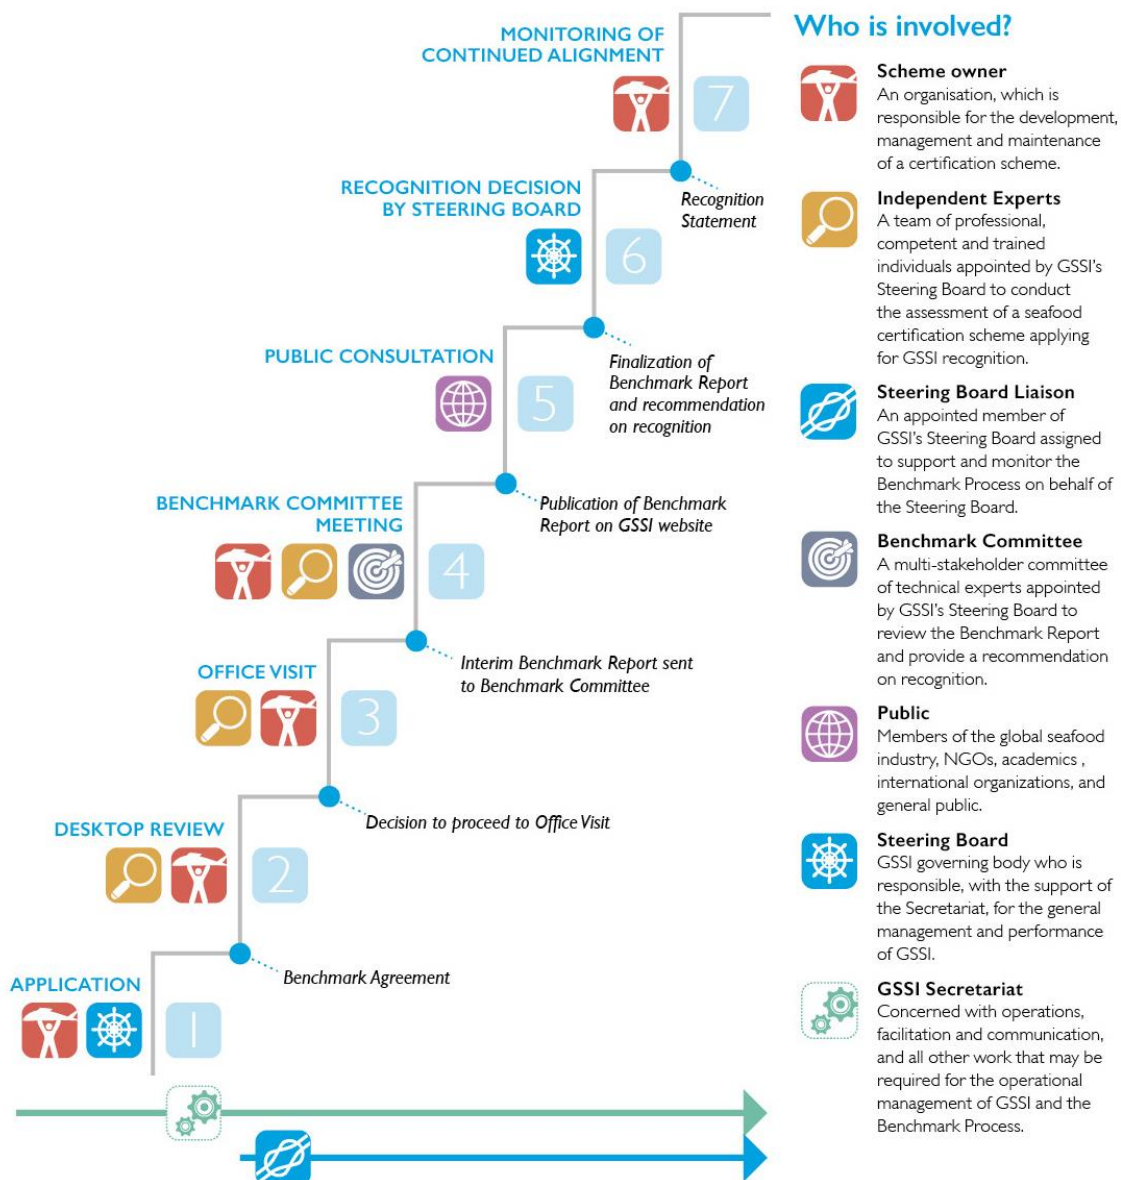 MONITORING OF
CONTINUED ALIGNMENT
7
Recognition
Statement
RECOGNITION DECISION
BY STEERING BOARD
6
Finalization of
Benchmark Report
and recommendation
on recognition
PUBLIC CONSULTATION
5
Publication of Benchmark
Report on GSSI website
BENCHMARK COMMITTEE
MEETING
4
Interim Benchmark Report sent
to Benchmark Committee
OFFICE VISIT
3
Decision to proceed to Office Visit
DESKTOP REVIEW
2
Benchmark Agreement
APPLICATION
1
Who is involved?
Scheme owner
An organisation, which is
responsible for the development,
management and maintenance
of a certification scheme.
Independent Experts
A team of professional,
competent and trained
individuals appointed by GSSI's
Steering Board to conduct
the assessment of a seafood
certification scheme applying
for GSSI recognition.
Steering Board Liaison
An appointed member of
GSSI's Steering Board assigned
to support and monitor the
Benchmark Process on behalf of
the Steering Board.
Benchmark Committee
A multi-stakeholder committee
of technical experts appointed
by GSSI's Steering Board to
review the Benchmark Report
and provide a recommendation
on recognition.
Public
Members of the global seafood
industry, NGOs, academics ,
international organizations, and
general public.
Steering Board
GSSI governing body who is
responsible, with the support of
the Secretariat, for the general
management and performance
of GSSI.
GSSI Secretariat
Concerned with operations,
facilitation and communication,
and all other work that may be
required for the operational
management of GSSI and the
Benchmark Process.